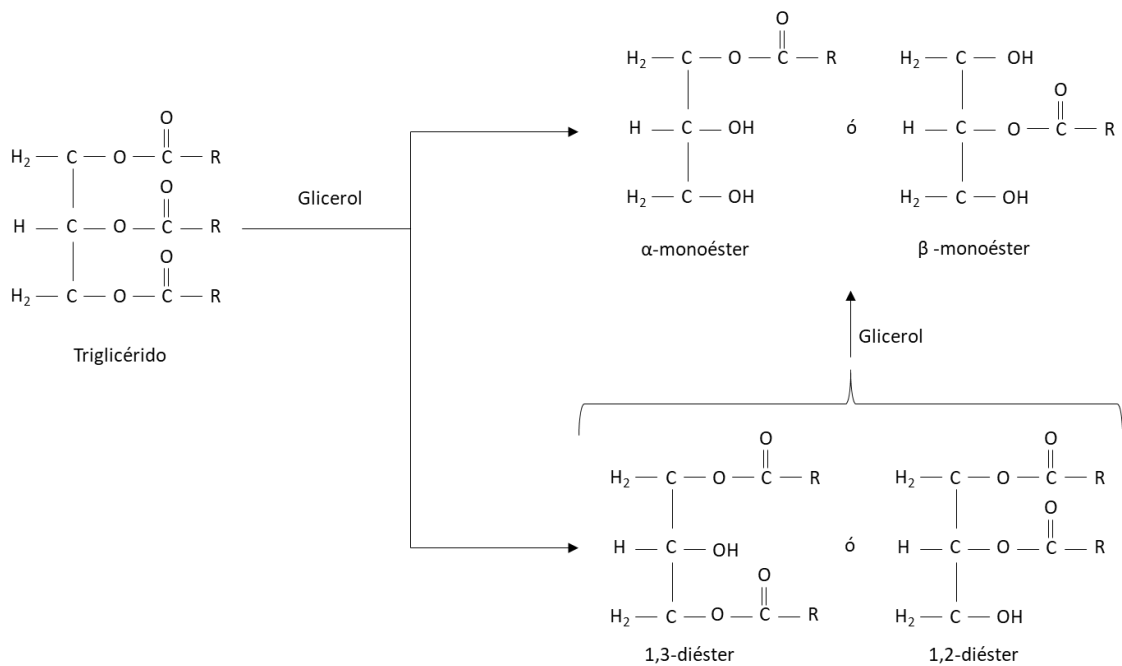 O
H₂ — C — O — C — R
H — C — OH
H₂ — C — OH
α-monoéster
ó
O
H₂ — C — OH
H — C — O — C — R
H₂ — C — OH
β -monoéster
O
H₂ — C — O — C — R
O
H — C — O — C — R
O
H₂ — C — O — C — R
Triglicérido
Glicerol
Glicerol
O
H₂ — C — O — C — R
H — C — OH
O
H₂ — C — O — C — R
1,3-diéster
ó
O
H₂ — C — O — C — R
O
H — C — O — C — R
H₂ — C — OH
1,2-diéster